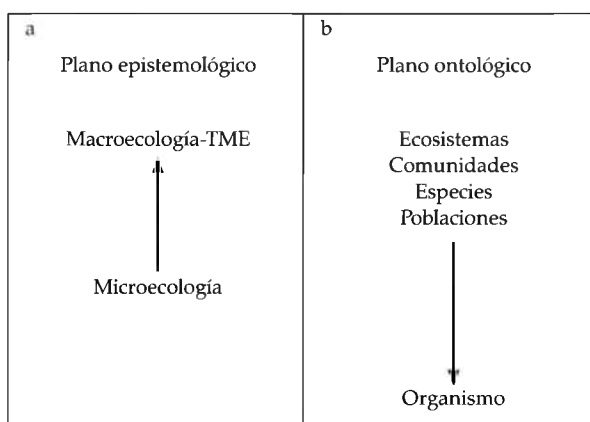 a
Plano epistemológico
Macroecología-TME
Microecología
b
Plano ontológico
Ecosistemas
Comunidades
Especies
Poblaciones
Organismo